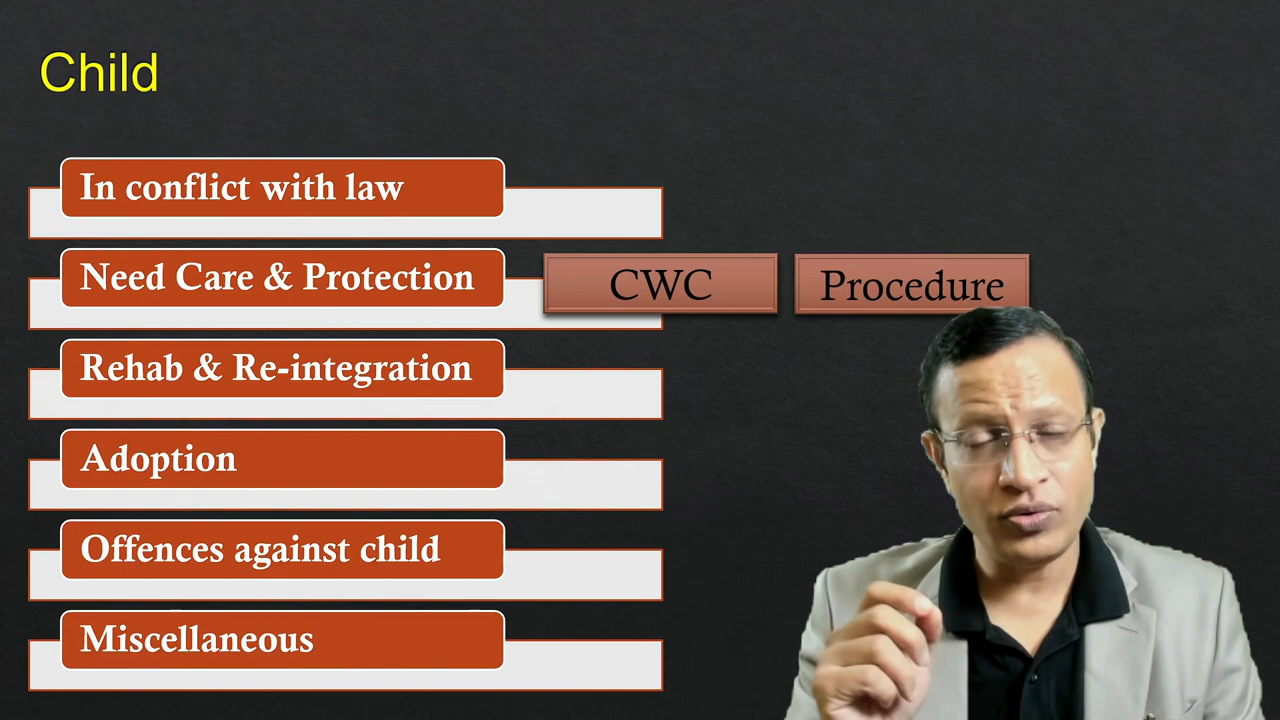 Child
In conflict with law
Need Care & Protection
CWC
Procedure
Rehab & Re-integration
Adoption
Offences against child
Miscellaneous